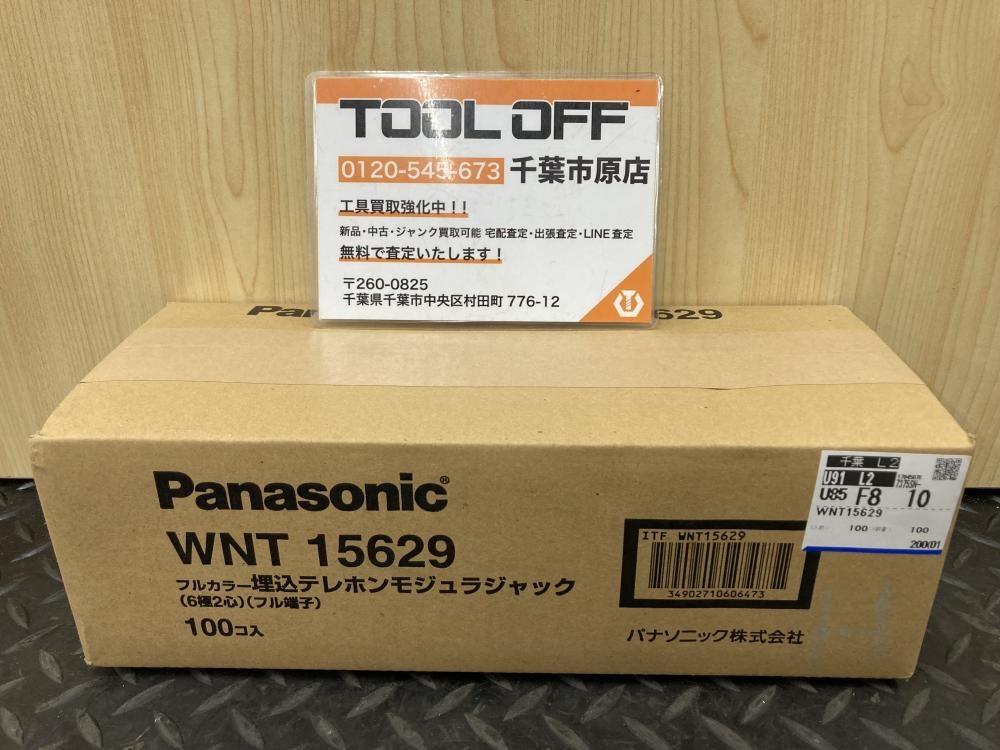 TOOL OFF
0120-545-673 千葉市原店
工具買取強化中！！
新品・中古・ジャンク買取可能 宅配査定・出張査定・LINE査定
無料で査定いたします！
〒260-0825
千葉県千葉市中央区村田町 776-12
629
Panasonic®
WNT 15629
フルカラー埋込テレホンモジュラジャック
(6極2心)(フル端子)
100コ入
ITF WNT15629
34902710606473
パナソニック株式会社
千葉 L2
U91 L2
U85 F8 10
WNT15629
100 100